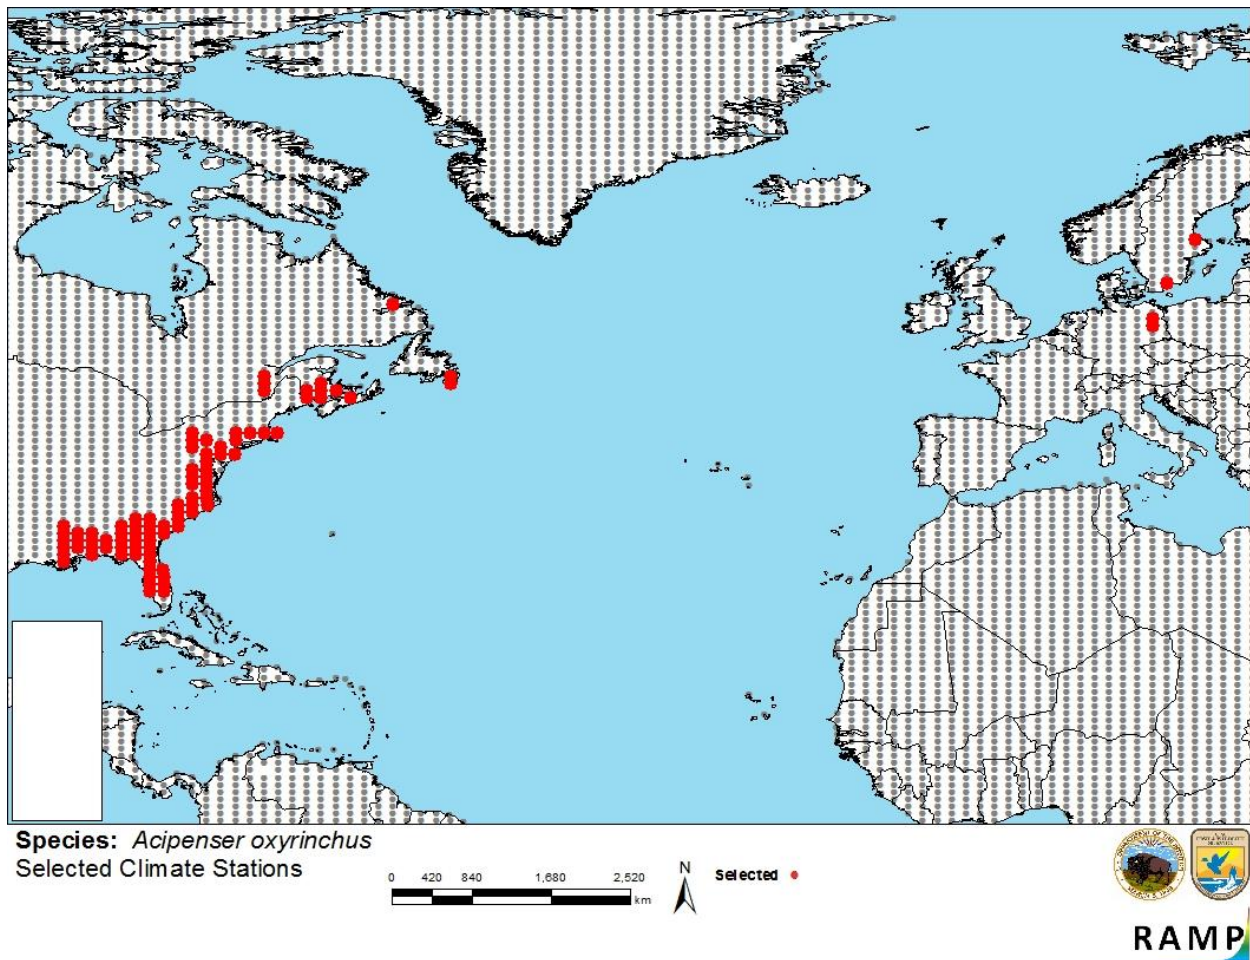 Species: Acipenser oxyrinchus
Selected Climate Stations
0 420 840 1,680 2,520
km
N
Selected
RAMP